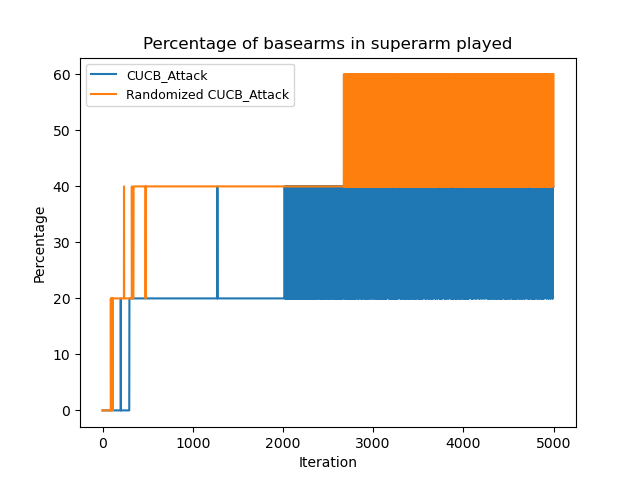 Percentage of basearms in superarm played
CUCB_Attack
Randomized CUCB_Attack
60
50
40
30
20
10
0
Percentage
0 1000 2000 3000 4000 5000
Iteration